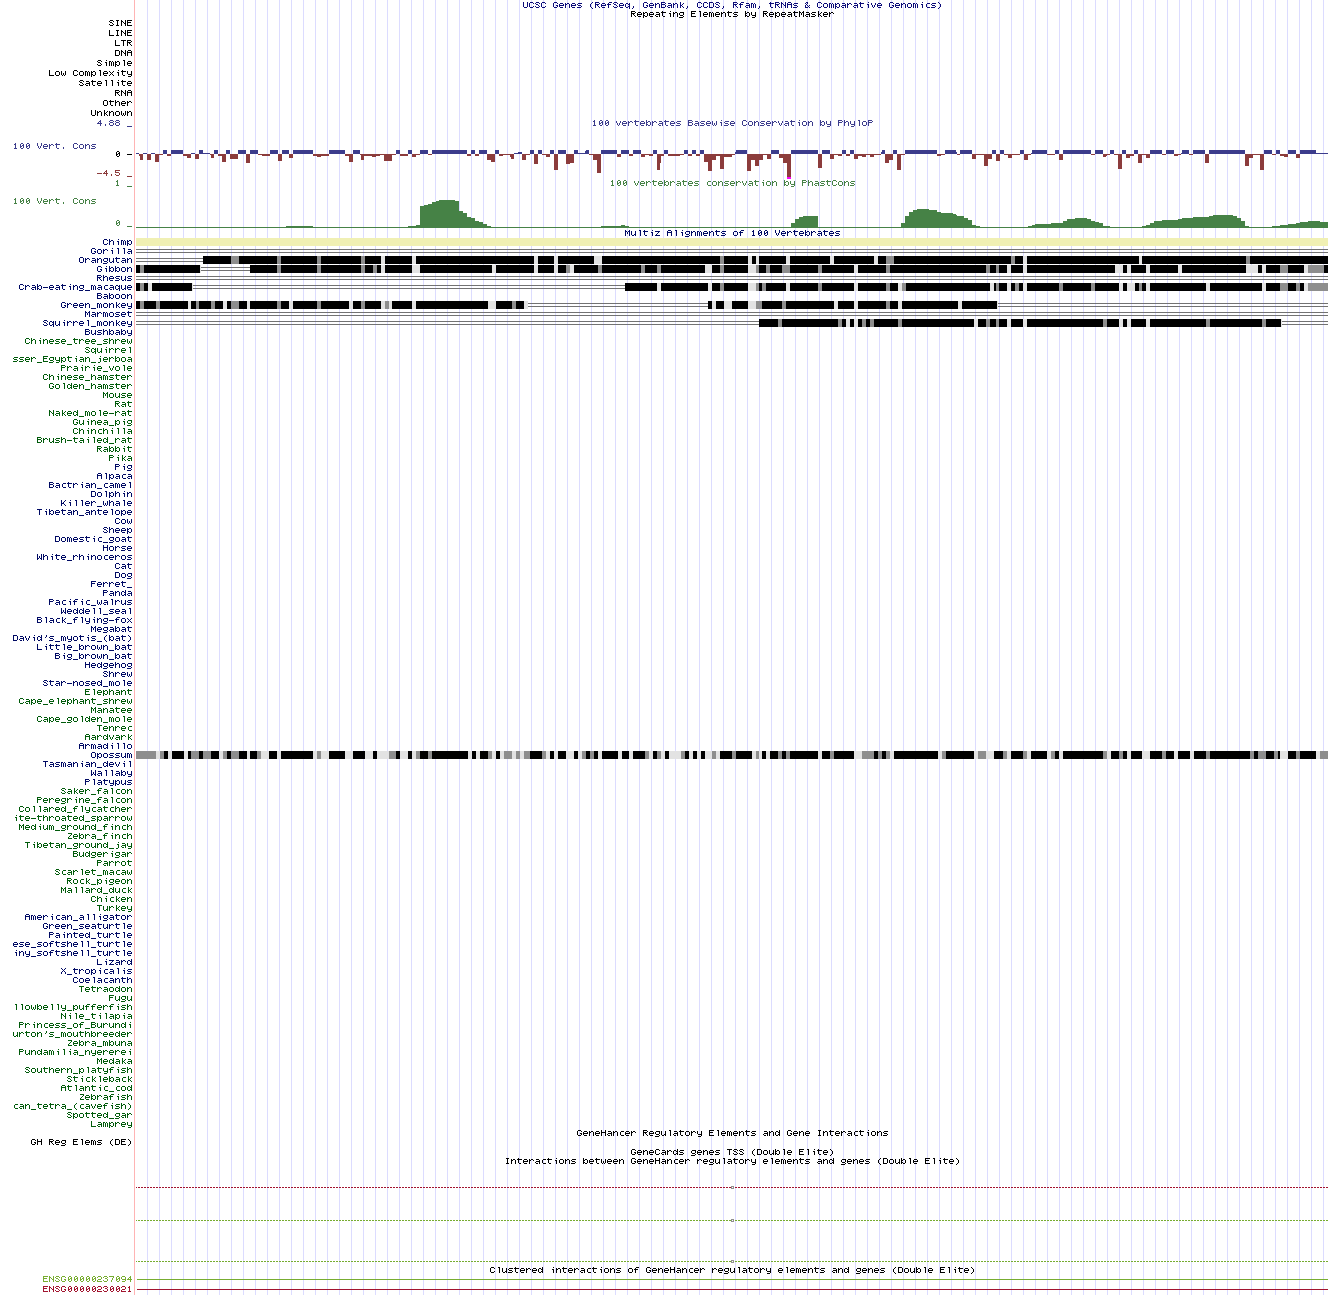 UCSC Genes (RefSeq, GenBank, CCDS, Rfam, tRNAs & Comparative Genomics)
Repeating Elements by RepeatMasker
SINE
LINE
LTR
DNA
Simple
Low Complexity
Satellite
RNA
Other
Unknown
4.88 _
100 vertebrates Basewise Conservation by PhyloP
100 Vert. Cons
0 _
-4.5 _
100 vertebrates conservation by PhastCons
1 _
100 Vert. Cons
0 _
Multiz Alignments of 100 Vertebrates
Chimp
Gorilla
Orangutan
Gibbon
Rhesus
Crab-eating_macaque
Baboon
Green_monkey
Marmoset
Squirrel_monkey
Bushbaby
Chinese_tree_shrew
Squirrel
sser_Egyptian_jerboa
Prairie_vole
Chinese_hamster
Golden_hamster
Mouse
Rat
Naked_mole-rat
Guinea_pig
Chinchilla
Brush-tailed_rat
Rabbit
Pika
Pig
Alpaca
Bactrian_camel
Dolphin
Killer_whale
Tibetan_antelope
Cow
Sheep
Domestic_goat
Horse
White_rhinoceros
Cat
Dog
Ferret_
Panda
Pacific_walrus
Weddell_seal
Black_flying-fox
Megabat
David's_myotis_(bat)
Little_brown_bat
Big_brown_bat
Hedgehog
Shrew
Star-nosed_mole
Elephant
Cape_elephant_shrew
Manatee
Cape_golden_mole
Tenrec
Aardvark
Armadillo
Opossum
Tasmanian_devil
Wallaby
Platypus
Saker_falcon
Peregrine_falcon
Collared_flycatcher
ite-throated_sparrow
Medium_ground_finch
Zebra_finch
Tibetan_ground_jay
Budgerigar
Parrot
Scarlet_macaw
Rock_pigeon
Mallard_duck
Chicken
Turkey
American_alligator
Green_seaturtle
Painted_turtle
ese_softshell_turtle
iny_softshell_turtle
Lizard
X_tropicalis
Coelacanth
Tetraodon
Fugu
llowbelly_pufferfish
Nile_tilapia
Princess_of_Burundi
urton's_mouthbreeder
Zebra_mbuna
Pundamilia_nyererei
Medaka
Southern_platyfish
Stickleback
Atlantic_cod
Zebrafish
can_tetra_(cavefish)
Spotted_gar
Lamprey
GeneHancer Regulatory Elements and Gene Interactions
GH Reg Elems (DE)
GeneCards genes TSS (Double Elite)
Interactions between GeneHancer regulatory elements and genes (Double Elite)
Clustered interactions of GeneHancer regulatory elements and genes (Double Elite)
ENSG00000237094
ENSG00000230021